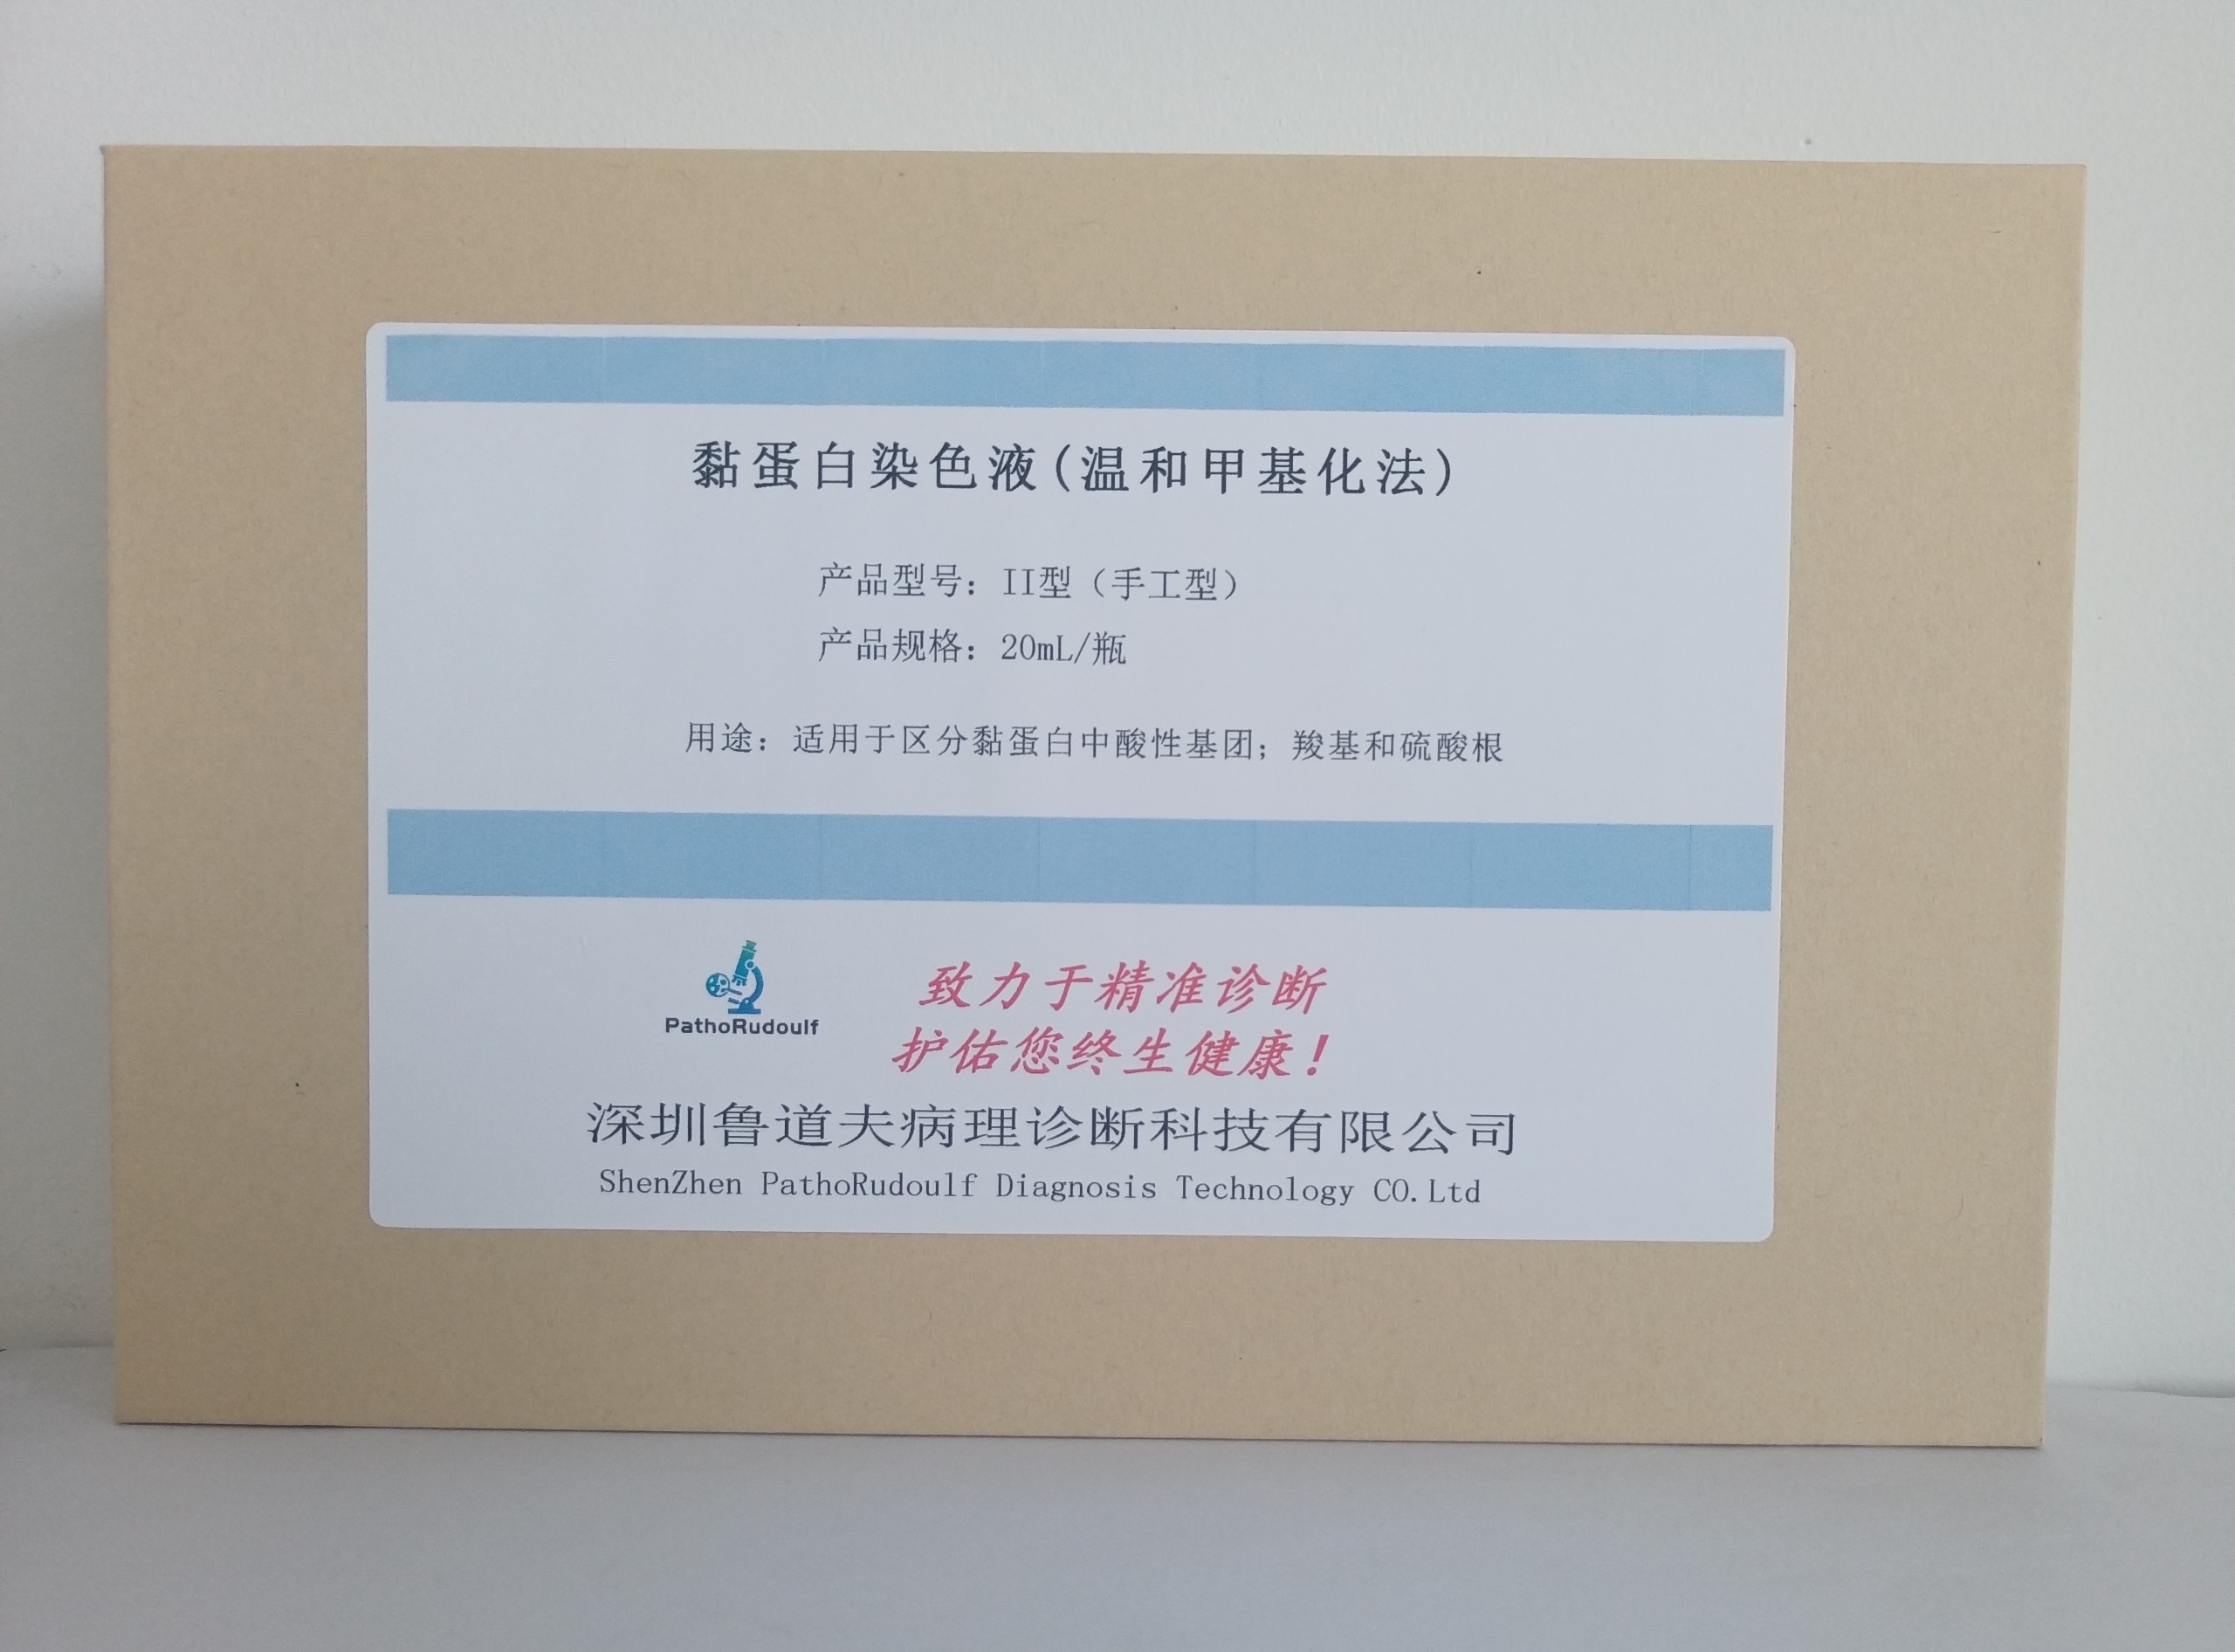 黏蛋白染色液(温和甲基化法)
产品型号：II型（手工型）
产品规格：20mL/瓶
用途：适用于区分黏蛋白中酸性基团；羧基和硫酸根
PathoRudoulf
致力于精准诊断
护佑您终生健康！
深圳鲁道夫病理诊断科技有限公司
ShenZhen PathoRudoulf Diagnosis Technology CO.Ltd